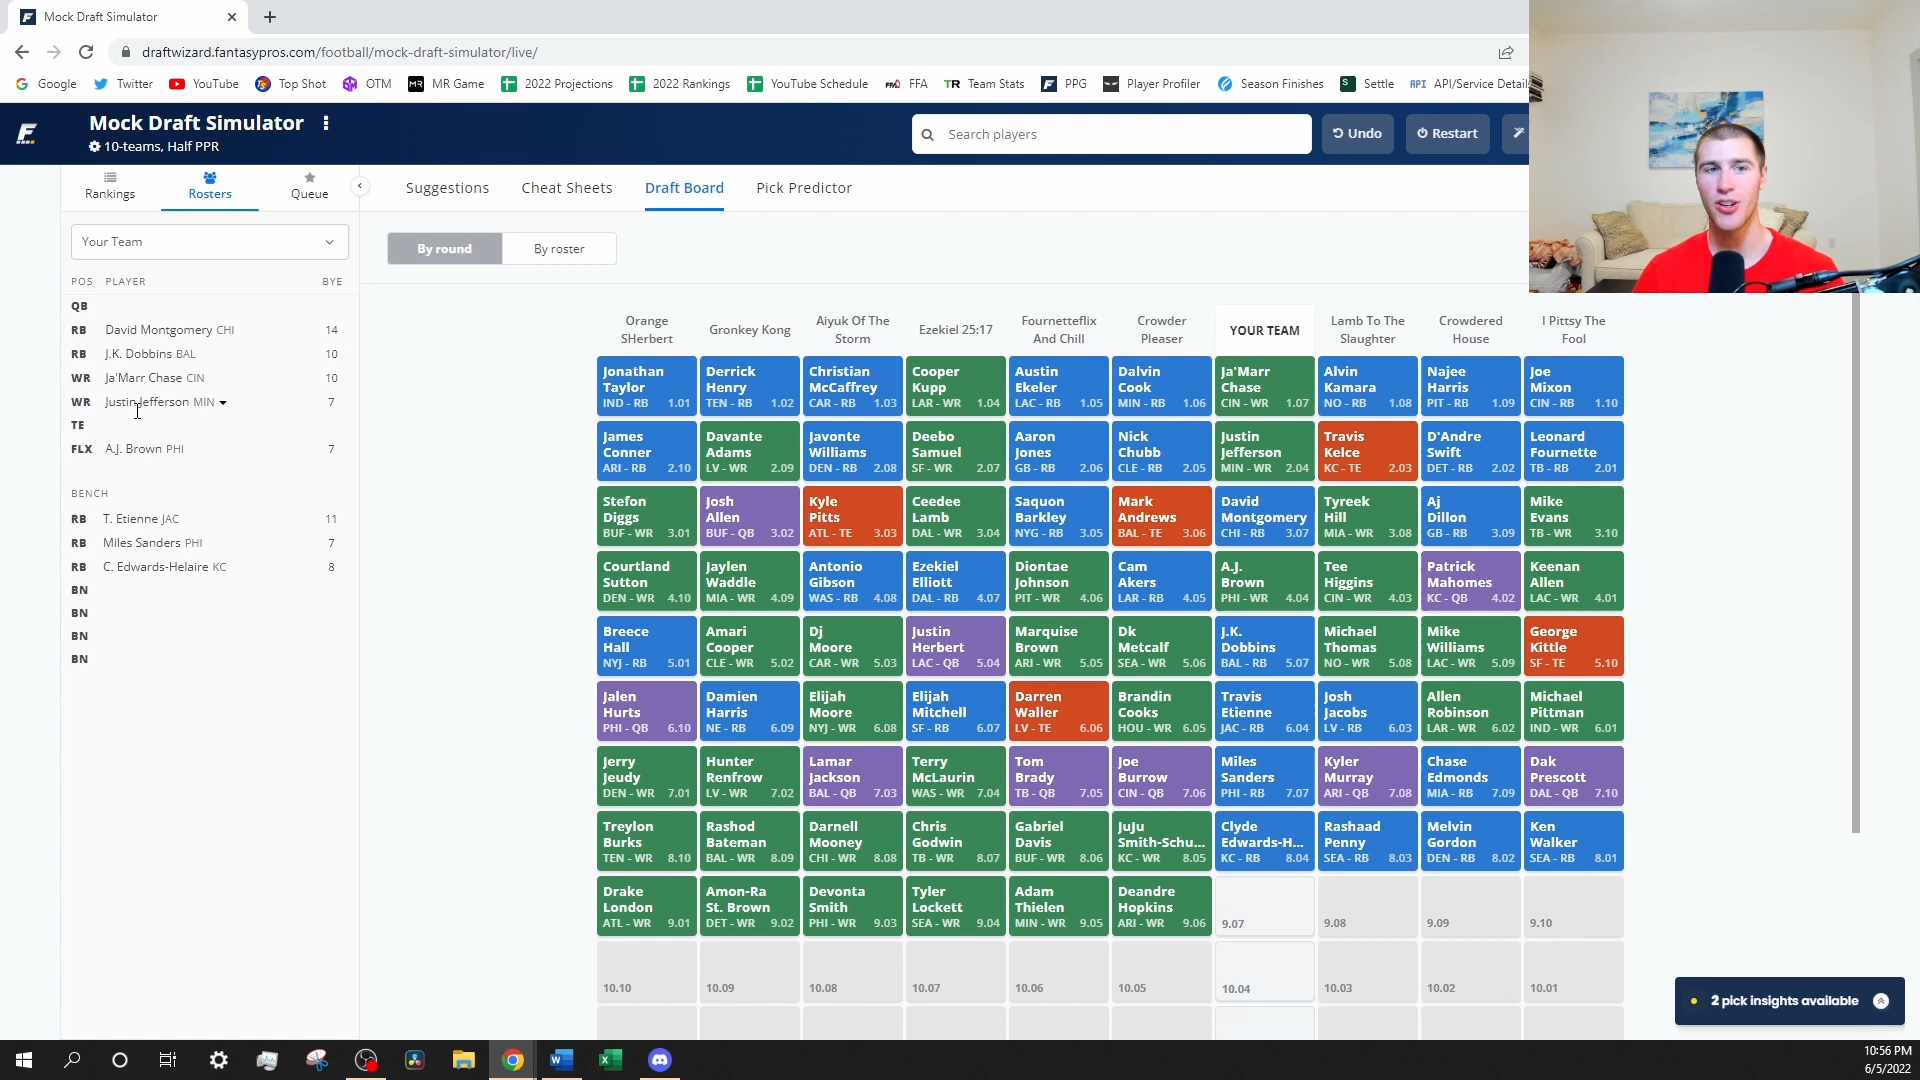 Mock Draft Simulator
draftwizard.fantasypros.com/football/mock-draft-simulator/live/
Google Twitter YouTube Top Shot OTM MR Game 2022 Projections 2022 Rankings YouTube Schedule FFA Team Stats PPG Player Profiler Season Finishes Settle API/Service Detail
Mock Draft Simulator
10-teams, Half PPR
Search players
Undo
Restart
Rankings
Rosters
Queue
Suggestions
Cheat Sheets
Draft Board
Pick Predictor
Your Team
By round
By roster
POS PLAYER BYE
QB
RB David Montgomery CHI 14
RB J.K. Dobbins BAL 10
WR Ja'Marr Chase CIN 10
WR Justin Jefferson MIN 7
TE
FLX A.J. Brown PHI 7
BENCH
RB T. Etienne JAC 11
RB Miles Sanders PHI 7
RB C. Edwards-Helaire KC 8
BN
BN
BN
BN
Orange SHerbert
Gronkey Kong
Aiyuk Of The Storm
Ezekiel 25:17
Fournetteflix And Chill
Crowder Pleaser
YOUR TEAM
Lamb To The Slaughter
Crowdered House
I Pittsy The Fool
Jonathan Taylor IND - RB 1.01
Derrick Henry TEN - RB 1.02
Christian McCaffrey CAR - RB 1.03
Cooper Kupp LAR - WR 1.04
Austin Ekeler LAC - RB 1.05
Dalvin Cook MIN - RB 1.06
Ja'Marr Chase CIN - WR 1.07
Alvin Kamara NO - RB 1.08
Najee Harris PIT - RB 1.09
Joe Mixon CIN - RB 1.10
James Conner ARI - RB 2.10
Davante Adams LV - WR 2.09
Javonte Williams DEN - RB 2.08
Deebo Samuel SF - WR 2.07
Aaron Jones GB - RB 2.06
Nick Chubb CLE - RB 2.05
Justin Jefferson MIN - WR 2.04
Travis Kelce KC - TE 2.03
D'Andre Swift DET - RB 2.02
Leonard Fournette TB - RB 2.01
Stefon Diggs BUF - WR 3.01
Josh Allen BUF - QB 3.02
Kyle Pitts ATL - TE 3.03
Ceedee Lamb DAL - WR 3.04
Saquon Barkley NYG - RB 3.05
Mark Andrews BAL - TE 3.06
David Montgomery CHI - RB 3.07
Tyreek Hill MIA - WR 3.08
Aj Dillon GB - RB 3.09
Mike Evans TB - WR 3.10
Courtland Sutton DEN - WR 4.10
Jaylen Waddle MIA - WR 4.09
Antonio Gibson WAS - RB 4.08
Ezekiel Elliott DAL - RB 4.07
Diontae Johnson PIT - WR 4.06
Cam Akers LAR - RB 4.05
A.J. Brown PHI - WR 4.04
Tee Higgins CIN - WR 4.03
Patrick Mahomes KC - QB 4.02
Keenan Allen LAC - WR 4.01
Breece Hall NYJ - RB 5.01
Amari Cooper CLE - WR 5.02
Dj Moore CAR - WR 5.03
Justin Herbert LAC - QB 5.04
Marquise Brown ARI - WR 5.05
Dk Metcalf SEA - WR 5.06
J.K. Dobbins BAL - RB 5.07
Michael Thomas NO - WR 5.08
Mike Williams LAC - WR 5.09
George Kittle SF - TE 5.10
Jalen Hurts PHI - QB 6.10
Damien Harris NE - RB 6.09
Elijah Moore NYJ - WR 6.08
Elijah Mitchell SF - RB 6.07
Darren Waller LV - TE 6.06
Brandin Cooks HOU - WR 6.05
Travis Etienne JAC - RB 6.04
Josh Jacobs LV - RB 6.03
Allen Robinson LAR - WR 6.02
Michael Pittman IND - WR 6.01
Jerry Jeudy DEN - WR 7.01
Hunter Renfrow LV - WR 7.02
Lamar Jackson BAL - QB 7.03
Terry McLaurin WAS - WR 7.04
Tom Brady TB - QB 7.05
Joe Burrow CIN - QB 7.06
Miles Sanders PHI - RB 7.07
Kyler Murray ARI - QB 7.08
Chase Edmonds MIA - RB 7.09
Dak Prescott DAL - QB 7.10
Treylon Burks TEN - WR 8.10
Rashod Bateman BAL - WR 8.09
Darnell Mooney CHI - WR 8.08
Chris Godwin TB - WR 8.07
Gabriel Davis BUF - WR 8.06
JuJu Smith-Schu... KC - WR 8.05
Clyde Edwards-H... KC - RB 8.04
Rashaad Penny SEA - RB 8.03
Melvin Gordon DEN - RB 8.02
Ken Walker SEA - RB 8.01
Drake London ATL - WR 9.01
Amon-Ra St. Brown DET - WR 9.02
Devonta Smith PHI - WR 9.03
Tyler Lockett SEA - WR 9.04
Adam Thielen MIN - WR 9.05
Deandre Hopkins ARI - WR 9.06
9.07 9.08 9.09 9.10
10.10 10.09 10.08 10.07 10.06 10.05 10.04 10.03 10.02 10.01
2 pick insights available
10:56 PM
6/5/2022